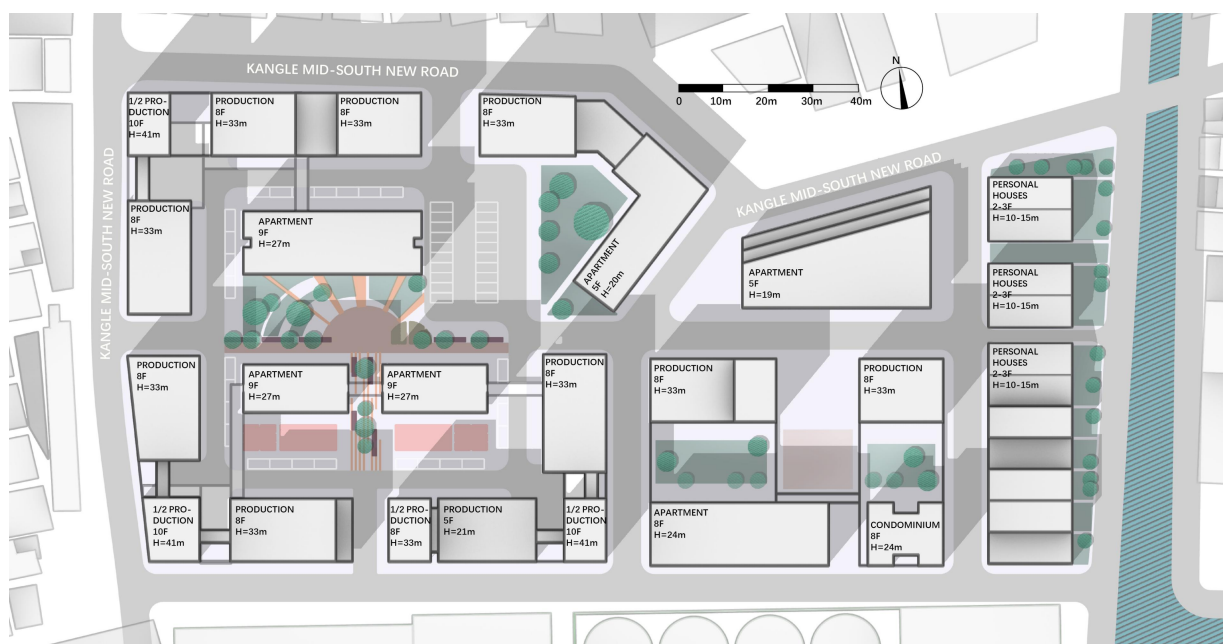 KANGLE MID-SOUTH NEW ROAD
N
0 10m 20m 30m 40m
1/2 PRO-
DUCTION
10F
H=41m
PRODUCTION
8F
H=33m
PRODUCTION
8F
H=33m
PRODUCTION
8F
H=33m
KANGLE MID-SOUTH NEW ROAD
KANGLE MID-SOUTH NEW ROAD
PRODUCTION
8F
H=33m
APARTMENT
9F
H=27m
APARTMENT
5F
H=20m
APARTMENT
5F
H=19m
PERSONAL
HOUSES
2-3F
H=10-15m
PERSONAL
HOUSES
2-3F
H=10-15m
PRODUCTION
8F
H=33m
APARTMENT
9F
H=27m
APARTMENT
9F
H=27m
PRODUCTION
8F
H=33m
PRODUCTION
8F
H=33m
PRODUCTION
8F
H=33m
PERSONAL
HOUSES
2-3F
H=10-15m
1/2 PRO-
DUCTION
10F
H=41m
PRODUCTION
8F
H=33m
1/2 PRO-
DUCTION
8F
H=33m
PRODUCTION
5F
H=21m
1/2 PRO-
DUCTION
10F
H=41m
APARTMENT
8F
H=24m
CONDOMINIUM
8F
H=24m